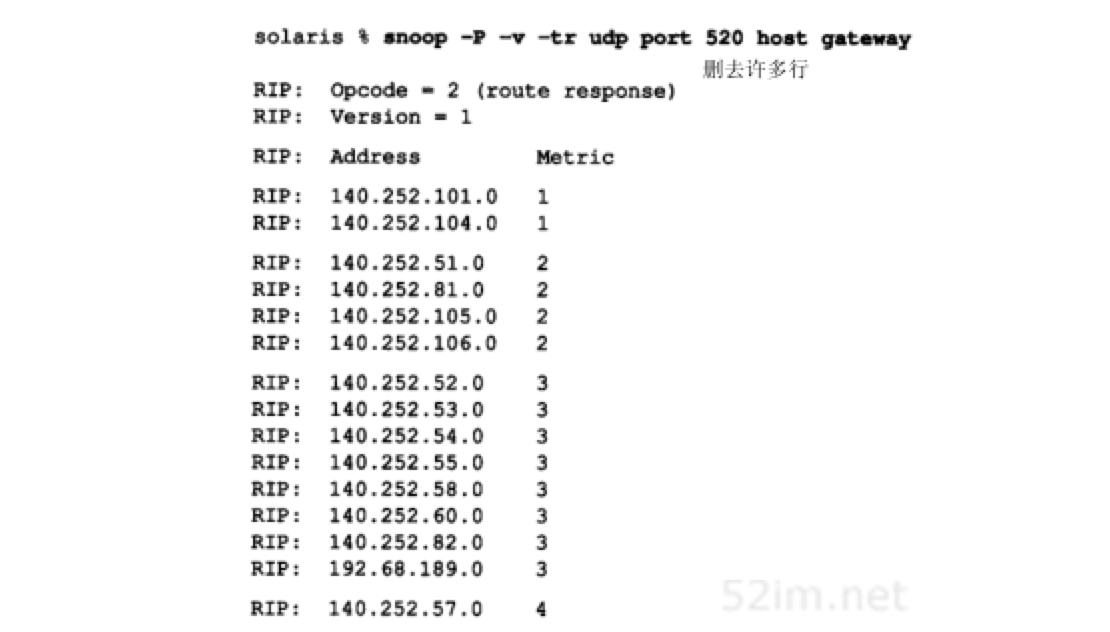 solaris % snoop -P -v -tr udp port 520 host gateway
删去许多行
RIP: Opcode = 2 (route response)
RIP: Version = 1
RIP: Address Metric
RIP: 140.252.101.0 1
RIP: 140.252.104.0 1
RIP: 140.252.51.0 2
RIP: 140.252.81.0 2
RIP: 140.252.105.0 2
RIP: 140.252.106.0 2
RIP: 140.252.52.0 3
RIP: 140.252.53.0 3
RIP: 140.252.54.0 3
RIP: 140.252.55.0 3
RIP: 140.252.58.0 3
RIP: 140.252.60.0 3
RIP: 140.252.82.0 3
RIP: 192.68.189.0 3
RIP: 140.252.57.0 4
52im.net